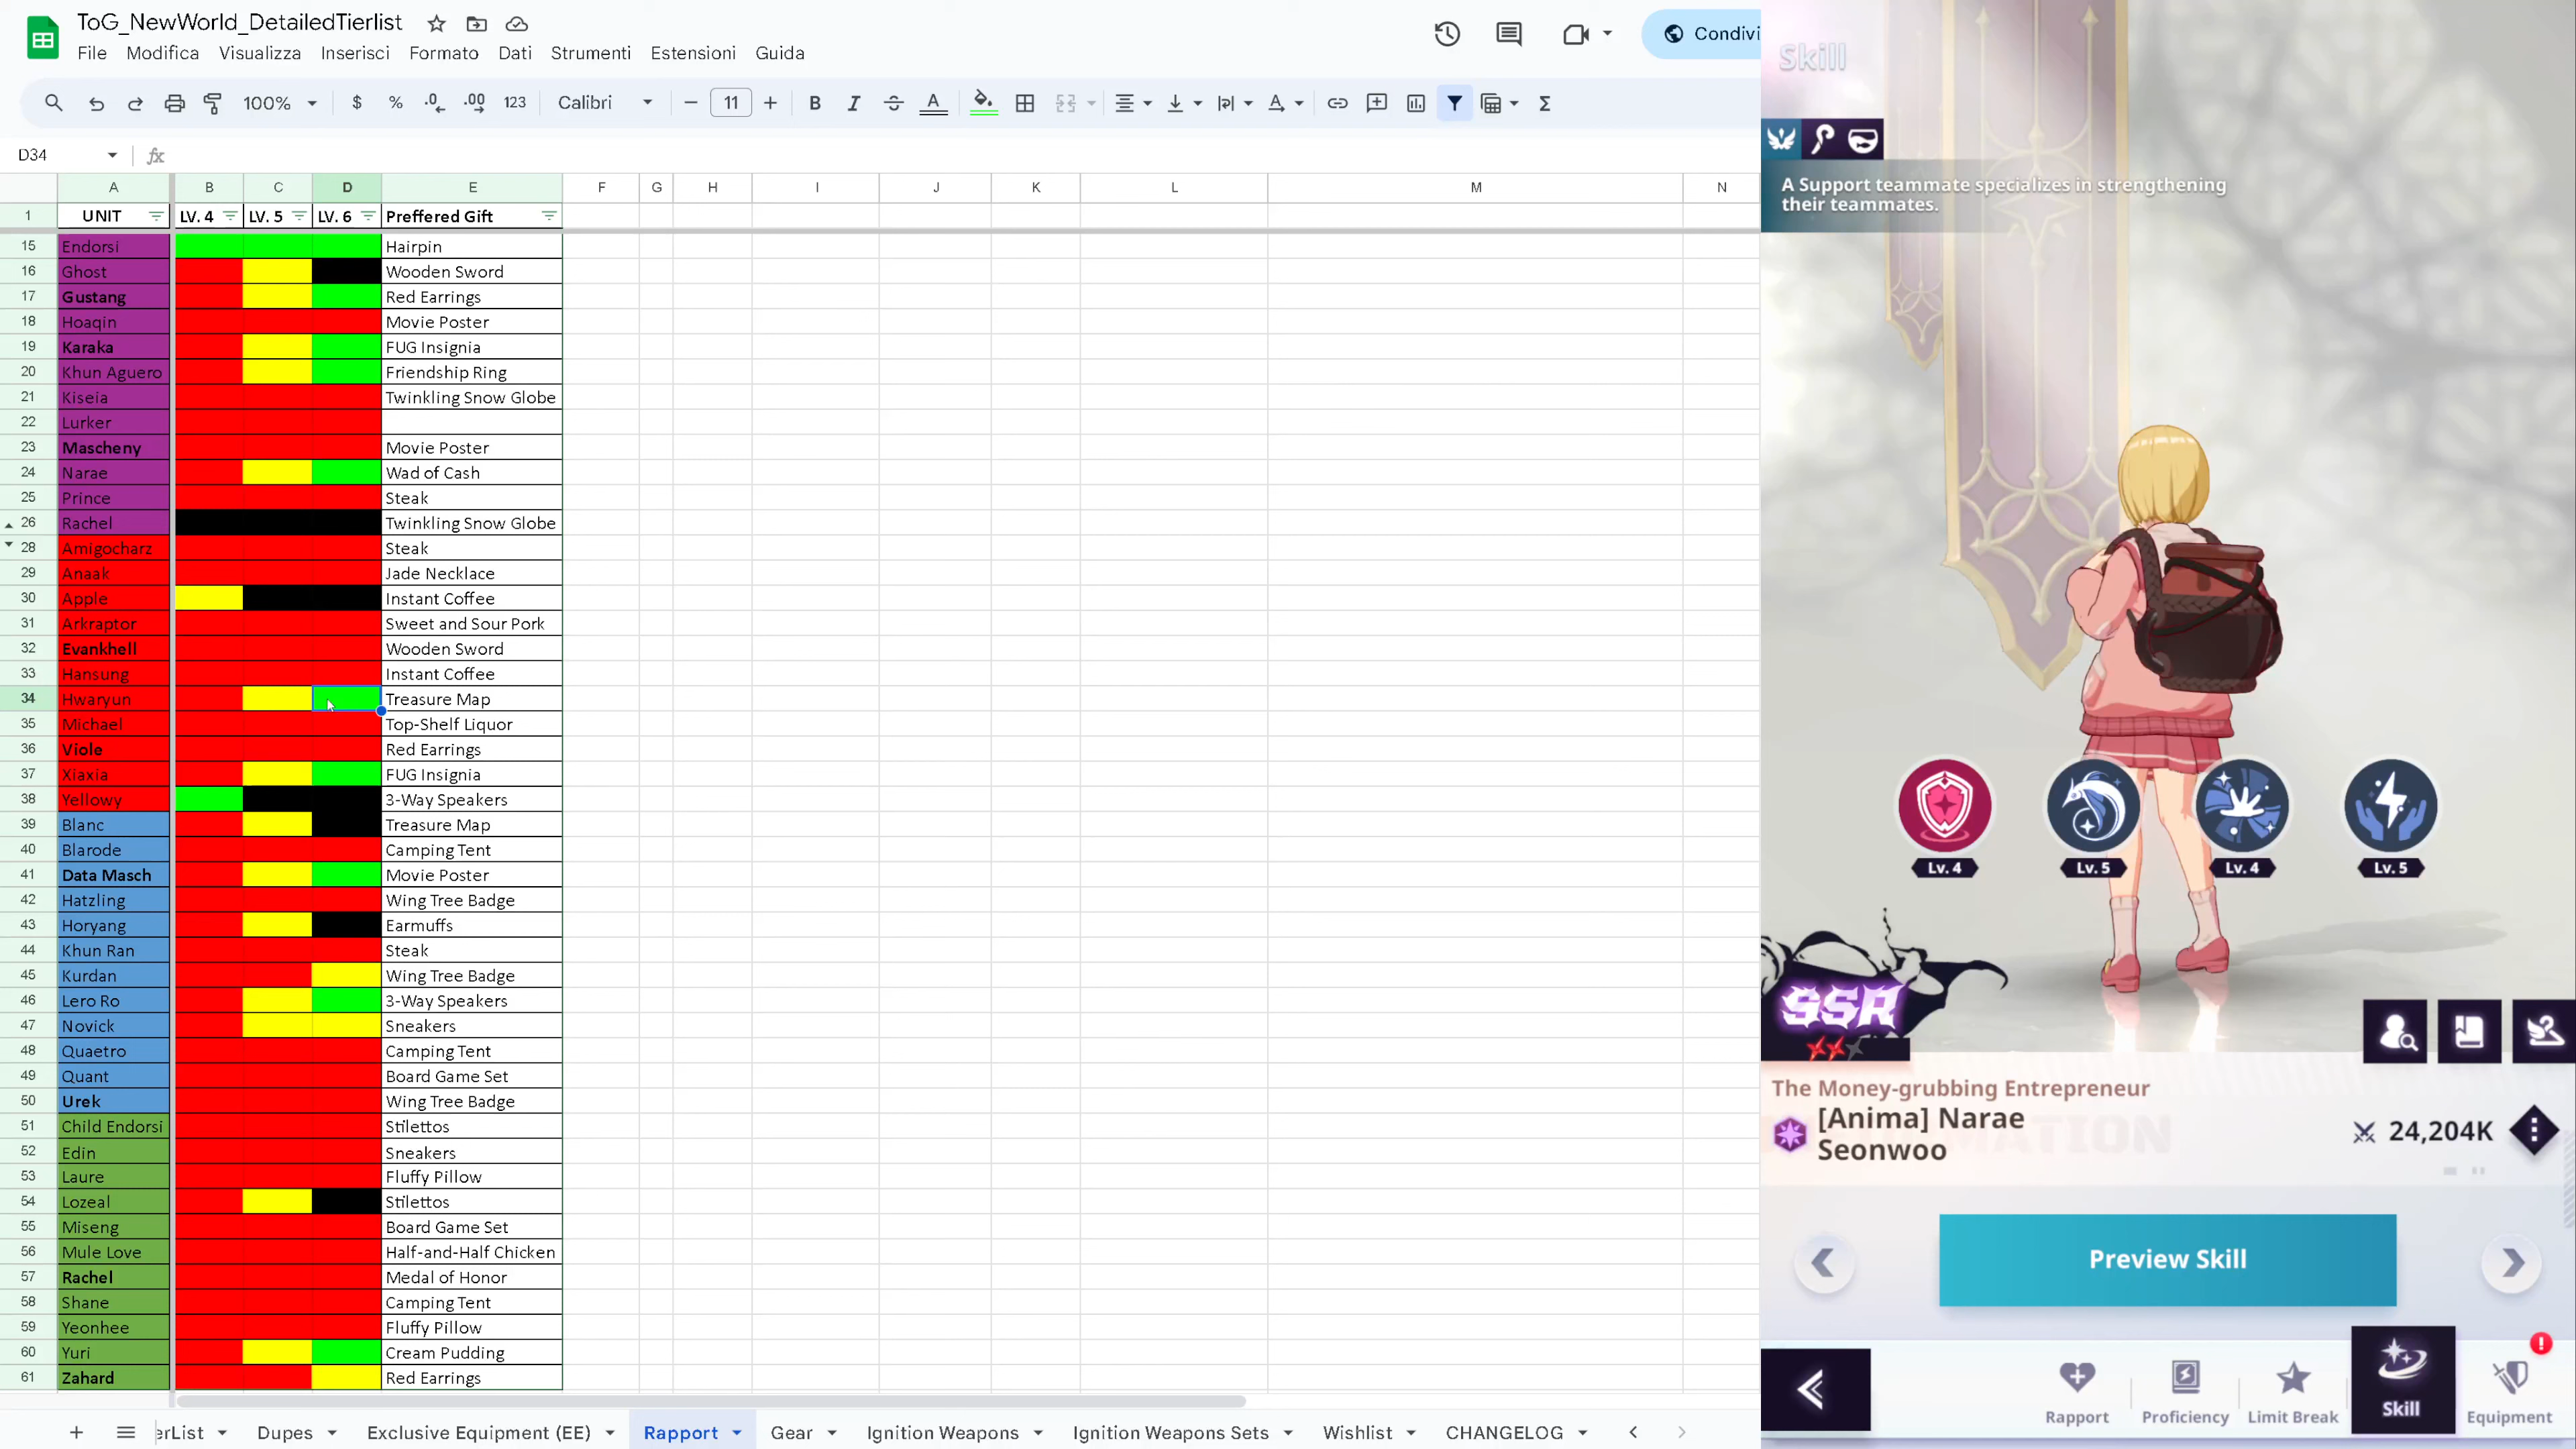 ToG_NewWorld_DetailedTierlist
File Modifica Visualizza Inserisci Formato Dati Strumenti Estensioni Guida
Condivi
100% $ % .0 .00 123 Calibri 11 B I S A A Σ
D34 fx
A B C D E F G H I J K L M N
1 UNIT LV. 4 LV. 5 LV. 6 Preffered Gift
15 Endorsi Hairpin
16 Ghost Wooden Sword
17 Gustang Red Earrings
18 Hoaqin Movie Poster
19 Karaka FUG Insignia
20 Khun Aguero Friendship Ring
21 Kiseia Twinkling Snow Globe
22 Lurker
23 Mascheny Movie Poster
24 Narae Wad of Cash
25 Prince Steak
26 Rachel Twinkling Snow Globe
28 Amigocharz Steak
29 Anaak Jade Necklace
30 Apple Instant Coffee
31 Arkraptor Sweet and Sour Pork
32 Evankhell Wooden Sword
33 Hansung Instant Coffee
34 Hwaryun Treasure Map
35 Michael Top-Shelf Liquor
36 Viole Red Earrings
37 Xiaxia FUG Insignia
38 Yellowy 3-Way Speakers
39 Blanc Treasure Map
40 Blarode Camping Tent
41 Data Masch Movie Poster
42 Hatzling Wing Tree Badge
43 Horyang Earmuffs
44 Khun Ran Steak
45 Kurdan Wing Tree Badge
46 Lero Ro 3-Way Speakers
47 Novick Sneakers
48 Quaetro Camping Tent
49 Quant Board Game Set
50 Urek Wing Tree Badge
51 Child Endorsi Stilettos
52 Edin Sneakers
53 Laure Fluffy Pillow
54 Lozeal Stilettos
55 Miseng Board Game Set
56 Mule Love Half-and-Half Chicken
57 Rachel Medal of Honor
58 Shane Camping Tent
59 Yeonhee Fluffy Pillow
60 Yuri Cream Pudding
61 Zahard Red Earrings
erList Dupes Exclusive Equipment (EE) Rapport Gear Ignition Weapons Ignition Weapons Sets Wishlist CHANGELOG
Skill
A Support teammate specializes in strengthening
their teammates.
Lv. 4 Lv. 5 Lv. 4 Lv. 5
SSR
The Money-grubbing Entrepreneur
[Anima] Narae
Seonwoo
24,204K
Preview Skill
Rapport Proficiency Limit Break Skill Equipment